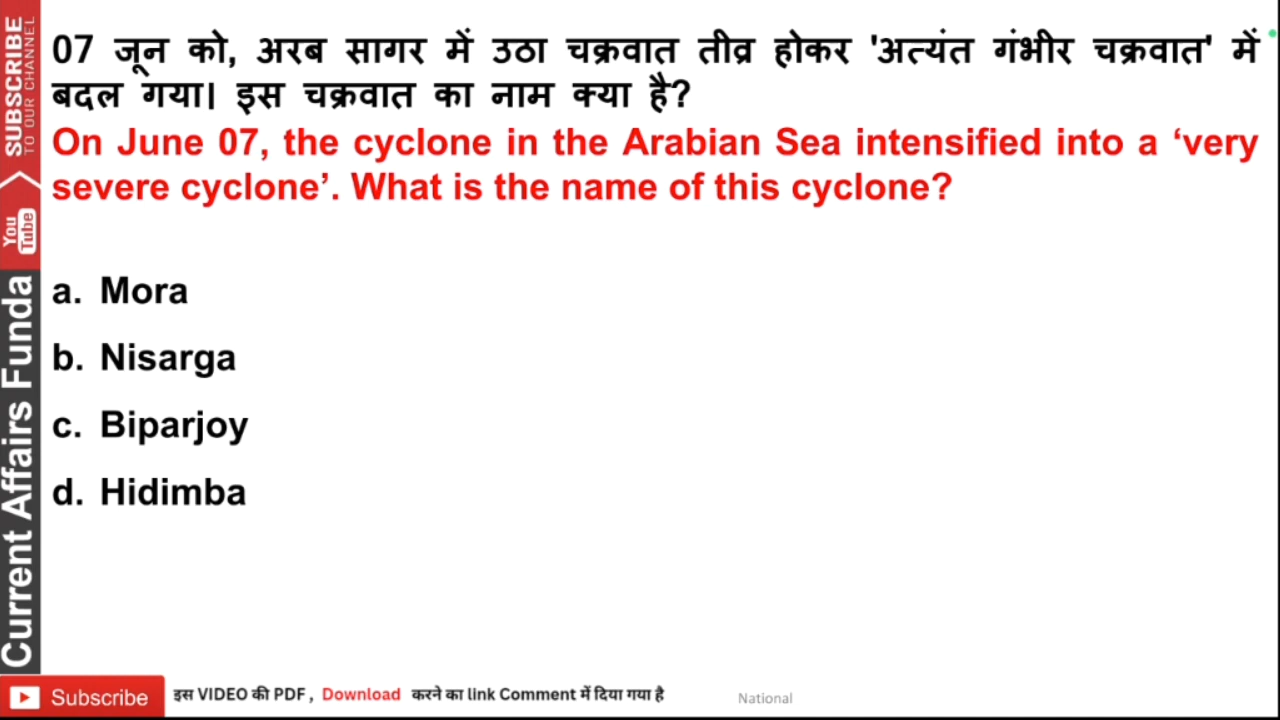 07 जून को, अरब सागर में उठा चक्रवात तीव्र होकर 'अत्यंत गंभीर चक्रवात' में
बदल गया। इस चक्रवात का नाम क्या है?
On June 07, the cyclone in the Arabian Sea intensified into a ‘very
severe cyclone’. What is the name of this cyclone?
a. Mora
b. Nisarga
c. Biparjoy
d. Hidimba
SUBSCRIBE
TO OUR CHANNEL
You
Tube
Current Affairs Funda
Subscribe
इस VIDEO की PDF , Download करने का link Comment में दिया गया है
National